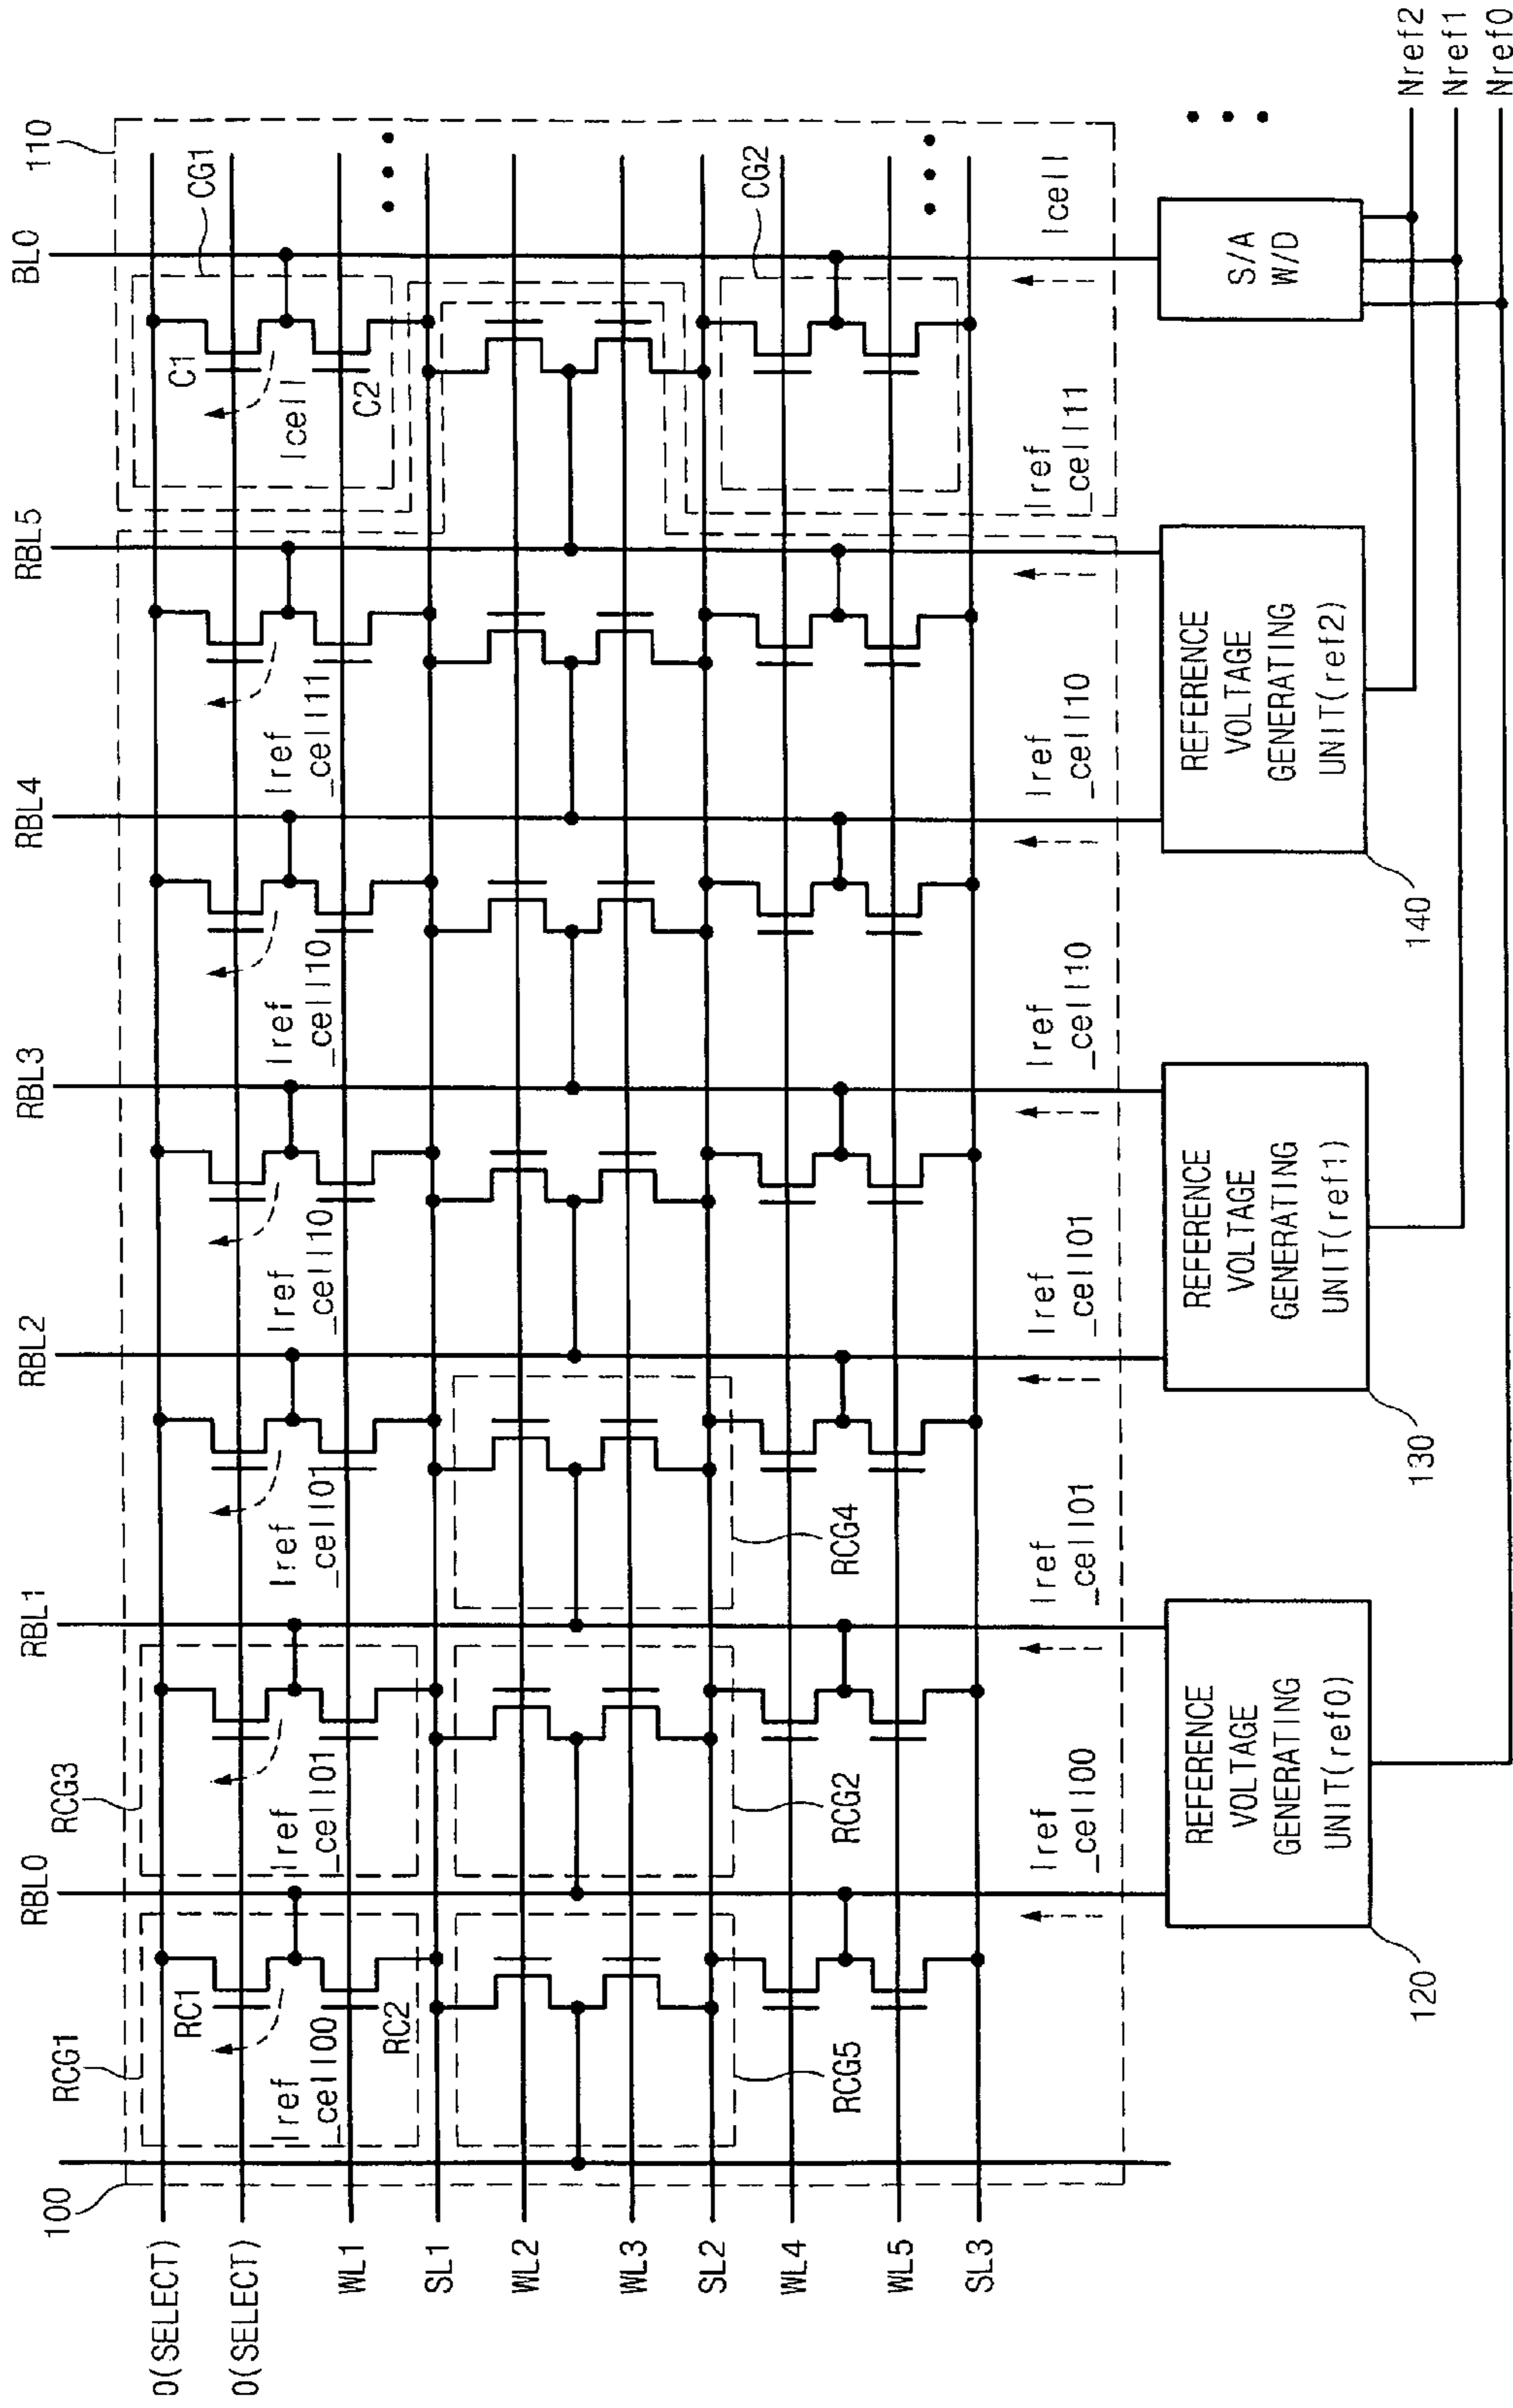 RBL0
RBL1
RBL2
RBL3
RBL4
RBL5
BL0
100
RCG1
RCG3
110
CG1
0(SELECT)
0(SELECT)
WL1
SL1
WL2
WL3
SL2
WL4
WL5
SL3
RC1
RC2
C1
C2
Iref
_cell00
Iref
_cell01
Iref
_cell01
Iref
_cell10
Iref
_cell10
Iref
_cell11
Icell
RCG5
RCG2
RCG4
CG2
Iref
_cell00
Iref
_cell01
Iref
_cell01
Iref
_cell10
Iref
_cell10
Iref
_cell11
Icell
REFERENCE
VOLTAGE
GENERATING
UNIT(ref0)
REFERENCE
VOLTAGE
GENERATING
UNIT(ref1)
REFERENCE
VOLTAGE
GENERATING
UNIT(ref2)
S/A
W/D
120
130
140
Nref2
Nref1
Nref0